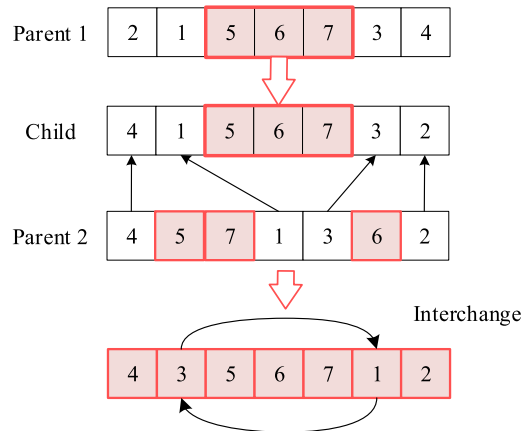 Parent 1 2 1 5 6 7 3 4
Child 4 1 5 6 7 3 2
Parent 2 4 5 7 1 3 6 2
Interchange
4 3 5 6 7 1 2